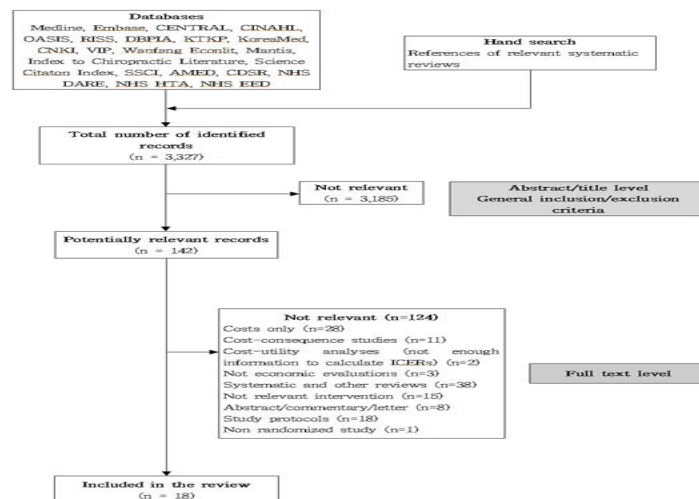 Databases
Medline, Embase, CENTRAL, CINAHL,
OASIS, RISS, DBPIA, KTKP, KoreaMed,
CNKI, VIP, Wanfang Econlit, Mantis,
Index to Chiropractic Literature, Science
Citaton Index, SSCI, AMED, CDSR, NHS
DARE, NHS HTA, NHS EED
Hand search
References of relevant systematic
reviews
Total number of identified
records
(n = 3,327)
Not relevant
(n = 3,185)
Abstract/title level
General inclusion/exclusion
criteria
Potentially relevant records
(n = 142)
Not relevant (n=124)
Costs only (n=28)
Cost-consequence studies (n=11)
Cost-utility analyses (not enough
information to calculate ICERs) (n=2)
Not economic evaluations (n=3)
Systematic and other reviews (n=38)
Not relevant intervention (n=15)
Abstract/commentary/letter (n=8)
Study protocols (n=18)
Non randomized study (n=1)
Full text level
Included in the review
(n = 18)